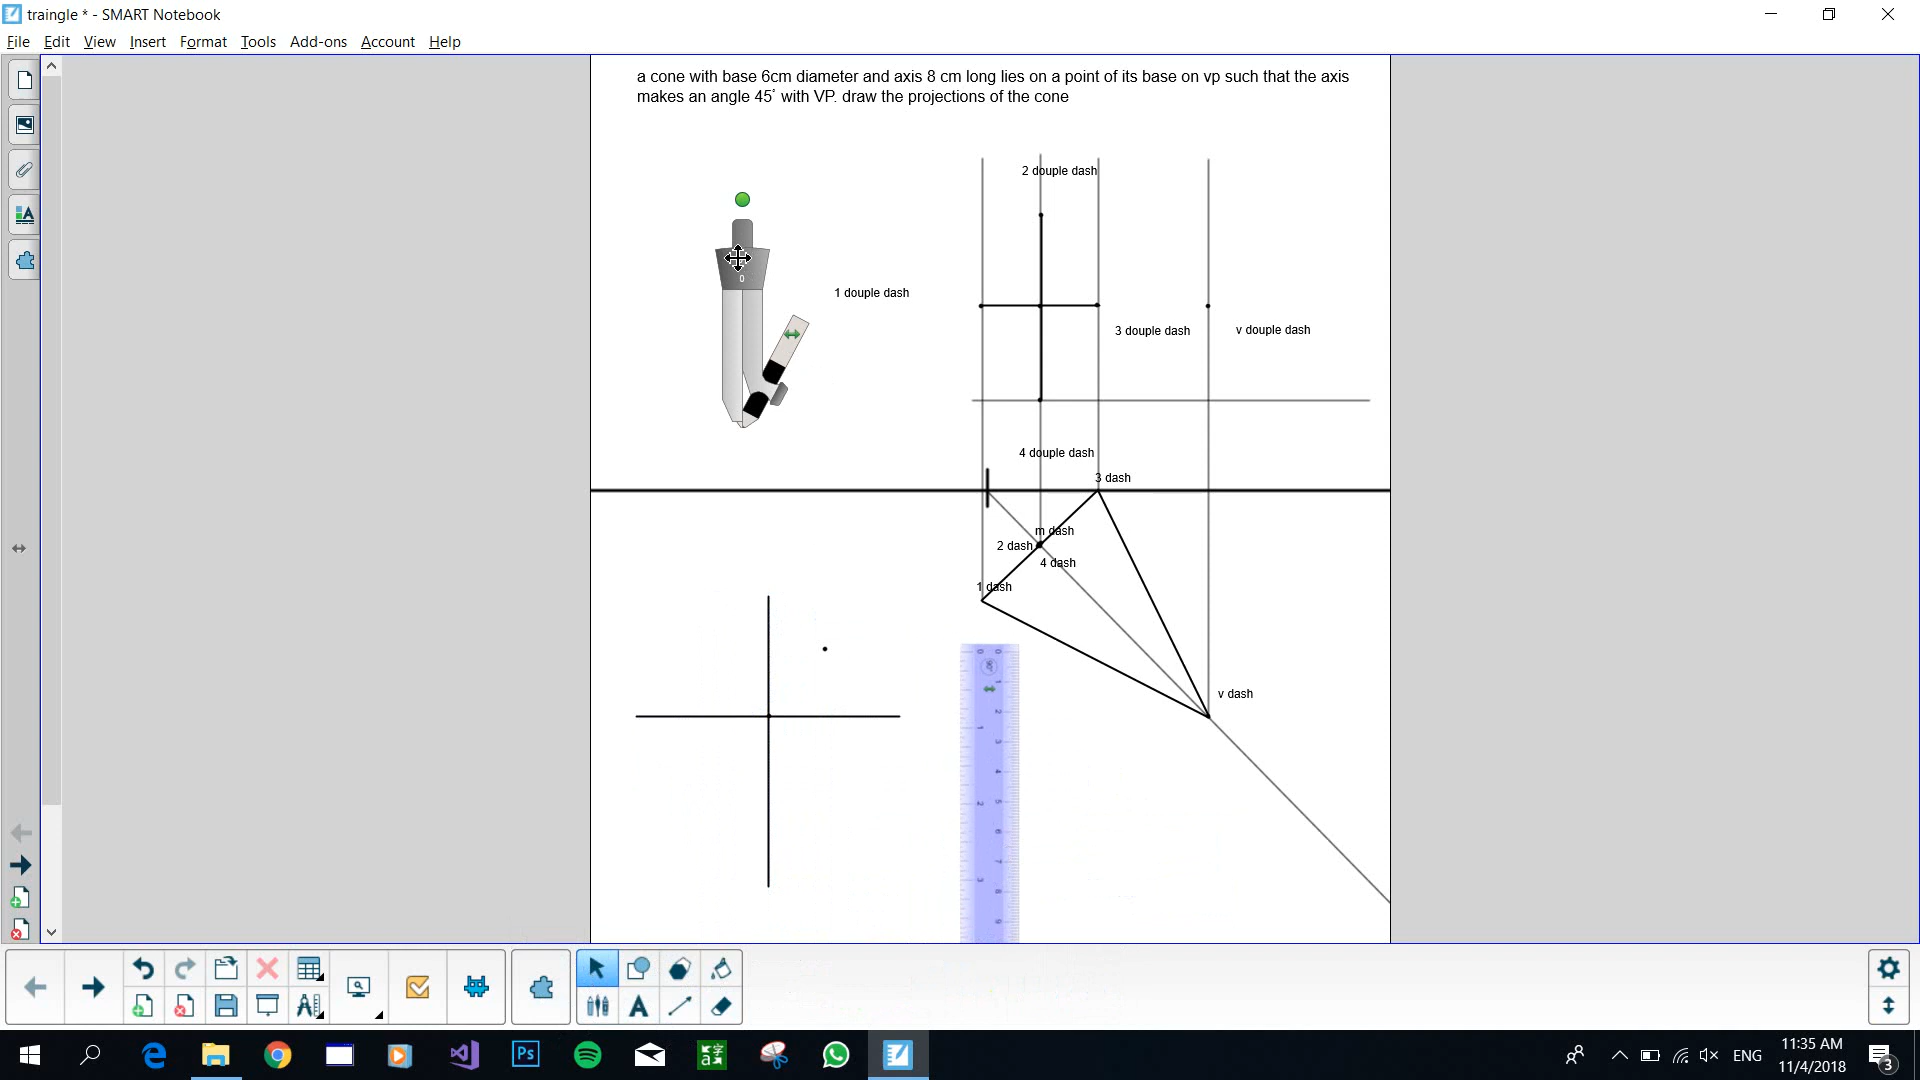 traingle * - SMART Notebook
File Edit View Insert Format Tools Add-ons Account Help
a cone with base 6cm diameter and axis 8 cm long lies on a point of its base on vp such that the axis
makes an angle 45° with VP. draw the projections of the cone
2 douple dash
0
1 douple dash
3 douple dash
v douple dash
4 douple dash
3 dash
m dash
2 dash
4 dash
1 dash
v dash
ENG
11:35 AM
11/4/2018
3